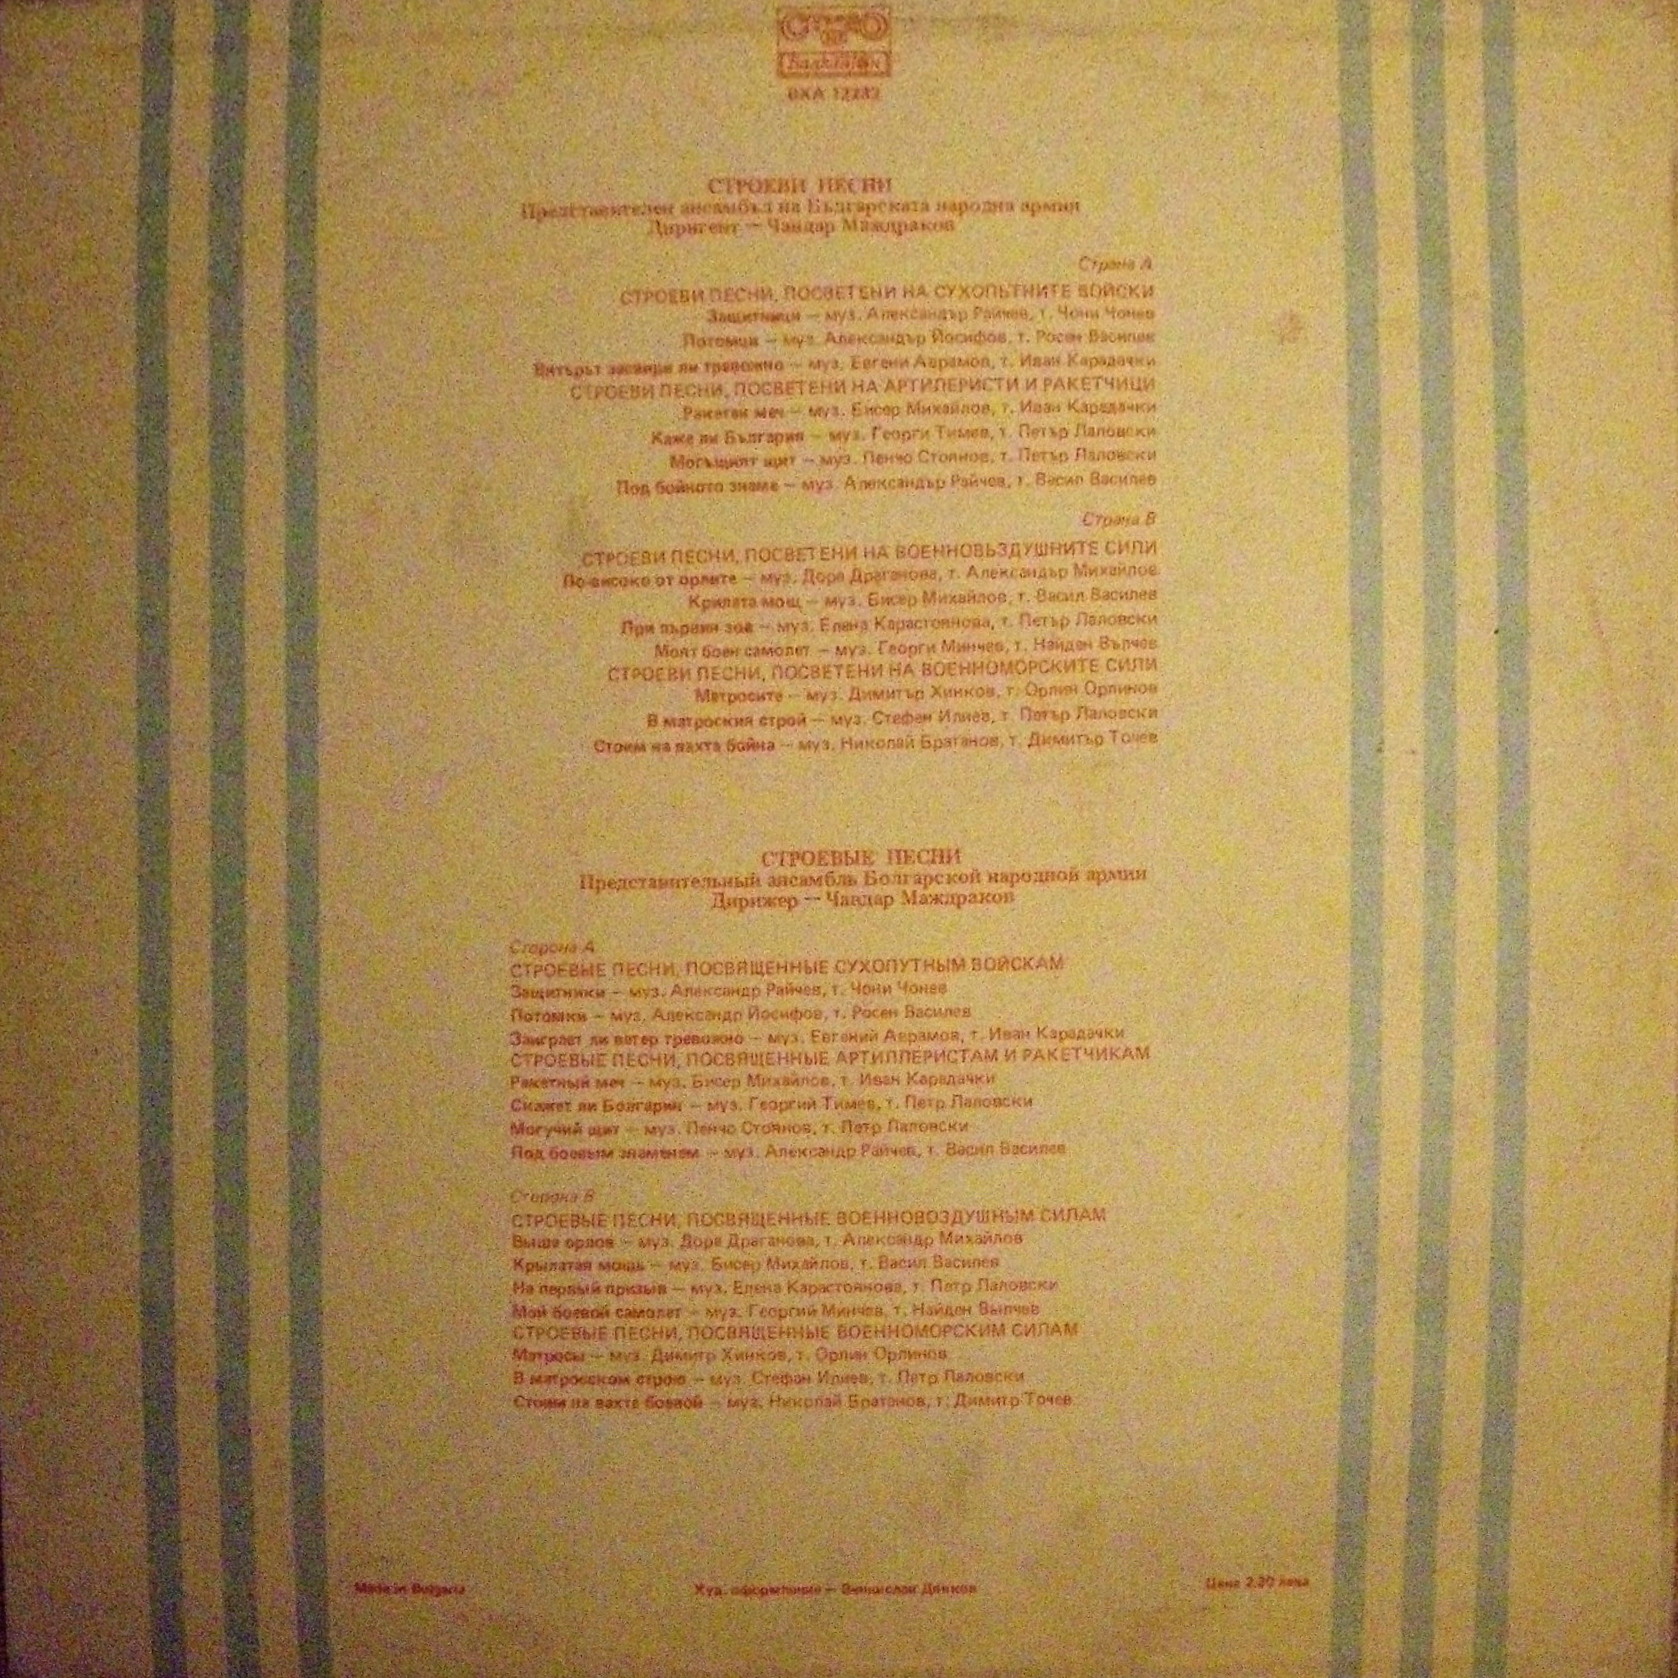 Балкантон
ВХА
СТРОЕВИ ПЕСНИ
Представителен ансамбъл на Българската народна армия
Диригент — Чавдар Маждраков
Страна А
СТРОЕВИ ПЕСНИ, ПОСВЕТЕНИ НА СУХОПЪТНИТЕ ВОЙСКИ
Защитници — муз. Александър Райчев, т. Чони Чонев
Потомци — муз. Александър Йосифов, т. Росен Василев
Вятърът засвири ли тревожно — муз. Евгени Аврамов, т. Иван Карадачки
СТРОЕВИ ПЕСНИ, ПОСВЕТЕНИ НА АРТИЛЕРИСТИ И РАКЕТЧИЦИ
Ракетен меч — муз. Бисер Михайлов, т. Иван Карадачки
Каже ли България — муз. Георги Тимев, т. Петър Лаловски
Могъщият щит — муз. Пенчо Стоянов, т. Петър Лаловски
Под бойното знаме — муз. Александър Райчев, т. Васил Василев
Страна В
СТРОЕВИ ПЕСНИ, ПОСВЕТЕНИ НА ВОЕННОВЪЗДУШНИТЕ СИЛИ
По-високо от орлите — муз. Дора Драганова, т. Александър Михайлов
Крилата мощ — муз. Бисер Михайлов, т. Васил Василев
При първия зов — муз. Елена Карастоянова, т. Петър Лаловски
Моят боен самолет — муз. Георги Минчев, т. Найден Вълчев
СТРОЕВИ ПЕСНИ, ПОСВЕТЕНИ НА ВОЕННОМОРСКИТЕ СИЛИ
Матросите — муз. Димитър Хинков, т. Орлин Орлинов
В матроския строй — муз. Стефан Илиев, т. Петър Лаловски
Стоим на вахта бойна — муз. Николай Братанов, т. Димитър Точев
СТРОЕВЫЕ ПЕСНИ
Представительный ансамбль Болгарской народной армии
Дирижер — Чавдар Маждраков
Сторона А
СТРОЕВЫЕ ПЕСНИ, ПОСВЯЩЕННЫЕ СУХОПУТНЫМ ВОЙСКАМ
Защитники — муз. Александр Райчев, т. Чони Чонев
Потомки — муз. Александр Йосифов, т. Росен Василев
Заиграет ли ветер тревожно — муз. Евгений Аврамов, т. Иван Карадачки
СТРОЕВЫЕ ПЕСНИ, ПОСВЯЩЕННЫЕ АРТИЛЛЕРИСТАМ И РАКЕТЧИКАМ
Ракетный меч — муз. Бисер Михайлов, т. Иван Карадачки
Скажет ли Болгария — муз. Георгий Тимев, т. Петр Лаловски
Могучий щит — муз. Пенчо Стоянов, т. Петр Лаловски
Под боевым знаменем — муз. Александр Райчев, т. Васил Василев
Сторона В
СТРОЕВЫЕ ПЕСНИ, ПОСВЯЩЕННЫЕ ВОЕННОВОЗДУШНЫМ СИЛАМ
Выше орлов — муз. Дора Драганова, т. Александр Михайлов
Крылатая мощь — муз. Бисер Михайлов, т. Васил Василев
На первый призыв — муз. Елена Карастоянова, т. Петр Лаловски
Мой боевой самолет — муз. Георгий Минчев, т. Найден Вылчев
СТРОЕВЫЕ ПЕСНИ, ПОСВЯЩЕННЫЕ ВОЕННОМОРСКИМ СИЛАМ
Матросы — муз. Димитр Хинков, т. Орлин Орлинов
В матросском строю — муз. Стефан Илиев, т. Петр Лаловски
Стоим на вахте боевой — муз. Николай Братанов, т. Димитр Точев
Made in Bulgaria
Худ. оформление —
Цена 2.30 лева